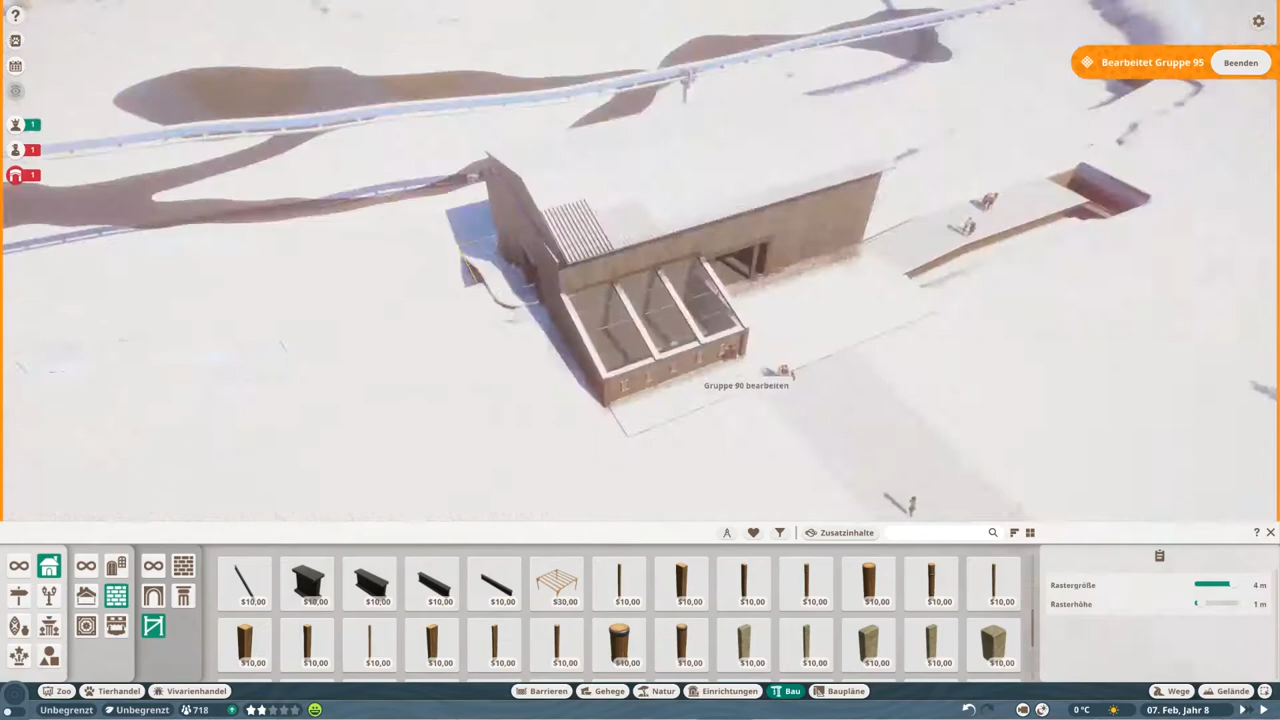 ?
Bearbeitet Gruppe 95
Beenden
1
1
1
Gruppe 90 bearbeiten
Zusatzinhalte
?
$10,00 $10,00 $10,00 $10,00 $10,00 $30,00 $10,00 $10,00 $10,00 $10,00 $10,00 $10,00 $10,00
$10,00 $10,00 $10,00 $10,00 $10,00 $10,00 $10,00 $10,00 $10,00 $10,00 $10,00 $10,00 $10,00
Rastergröße 4 m
Rasterhöhe 1 m
Zoo Tierhandel Vivarienhandel Barrieren Gehege Natur Einrichtungen Bau Baupläne Wege Gelände
Unbegrenzt Unbegrenzt 718 0 °C 07. Feb, Jahr 8